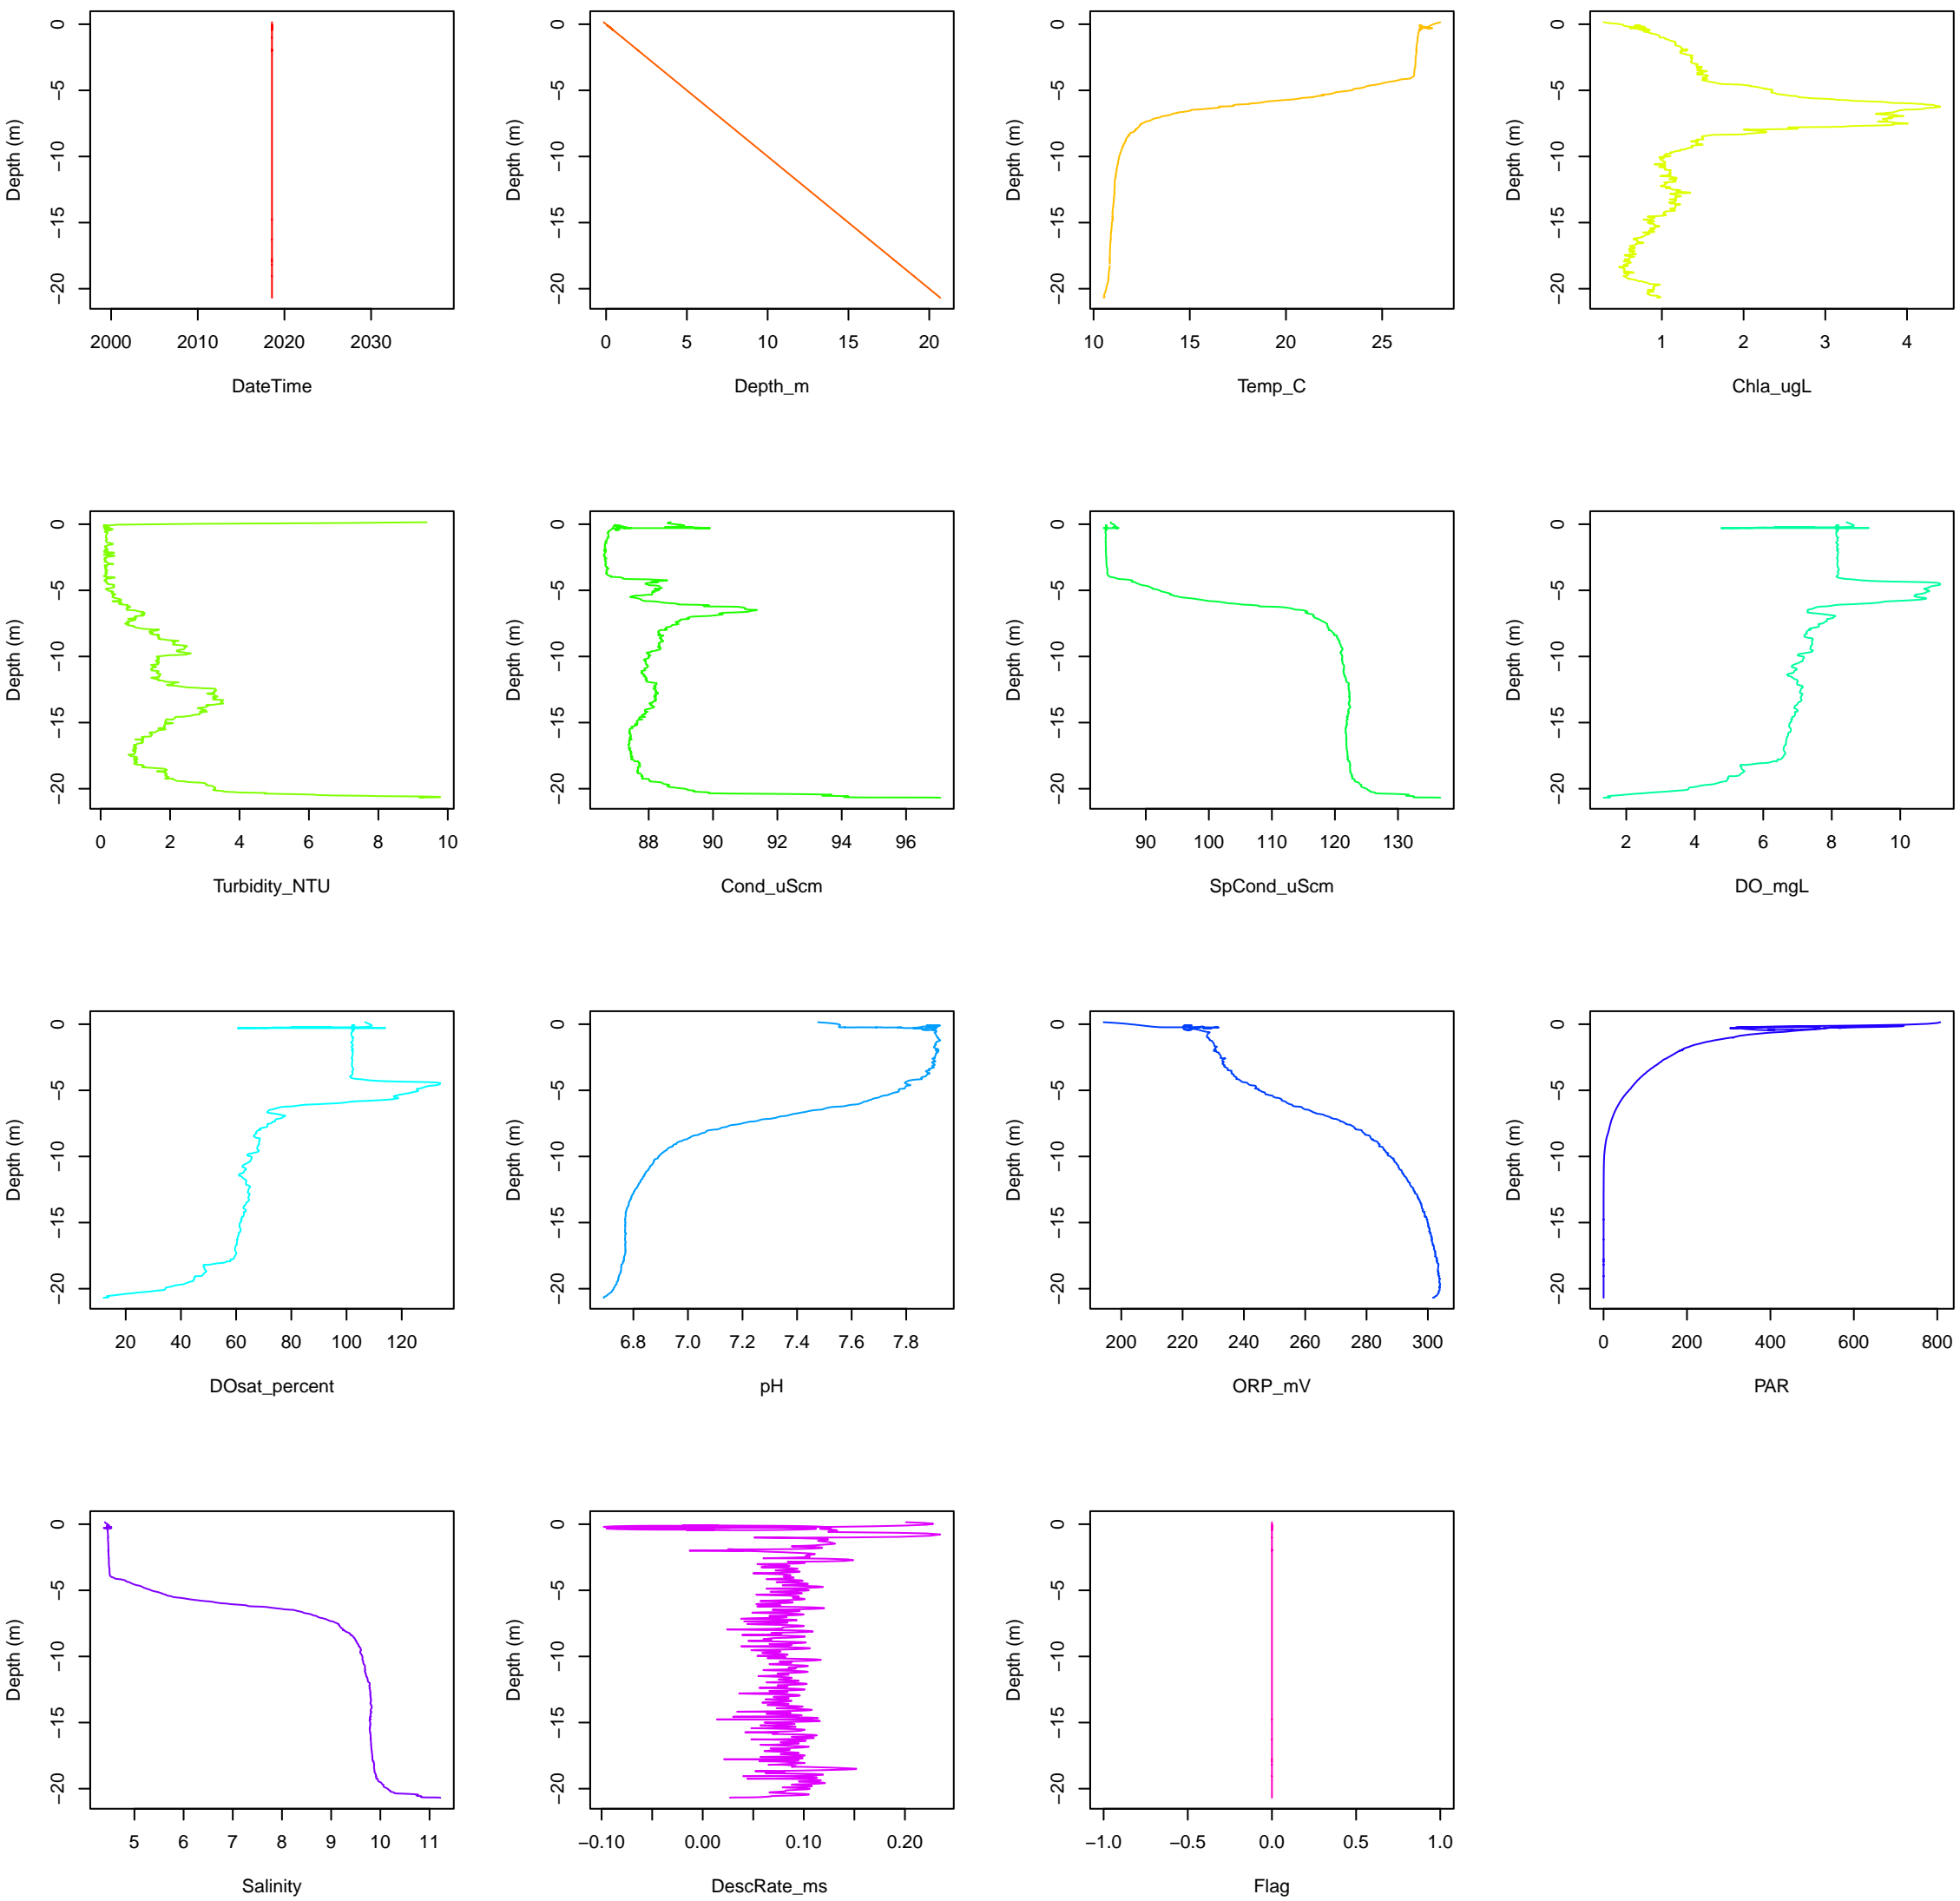 0
−5
−10
−15
−20
Depth (m)
2000 2010 2020 2030
DateTime
0
−5
−10
−15
−20
Depth (m)
0 5 10 15 20
Depth_m
0
−5
−10
−15
−20
Depth (m)
10 15 20 25
Temp_C
0
−5
−10
−15
−20
Depth (m)
1 2 3 4
Chla_ugL
0
−5
−10
−15
−20
Depth (m)
0 2 4 6 8 10
Turbidity_NTU
0
−5
−10
−15
−20
Depth (m)
88 90 92 94 96
Cond_uScm
0
−5
−10
−15
−20
Depth (m)
90 100 110 120 130
SpCond_uScm
0
−5
−10
−15
−20
Depth (m)
2 4 6 8 10
DO_mgL
0
−5
−10
−15
−20
Depth (m)
20 40 60 80 100 120
DOsat_percent
0
−5
−10
−15
−20
Depth (m)
6.8 7.0 7.2 7.4 7.6 7.8
pH
0
−5
−10
−15
−20
Depth (m)
200 220 240 260 280 300
ORP_mV
0
−5
−10
−15
−20
Depth (m)
0 200 400 600 800
PAR
0
−5
−10
−15
−20
Depth (m)
5 6 7 8 9 10 11
Salinity
0
−5
−10
−15
−20
Depth (m)
−0.10 0.00 0.10 0.20
DescRate_ms
0
−5
−10
−15
−20
Depth (m)
−1.0 −0.5 0.0 0.5 1.0
Flag